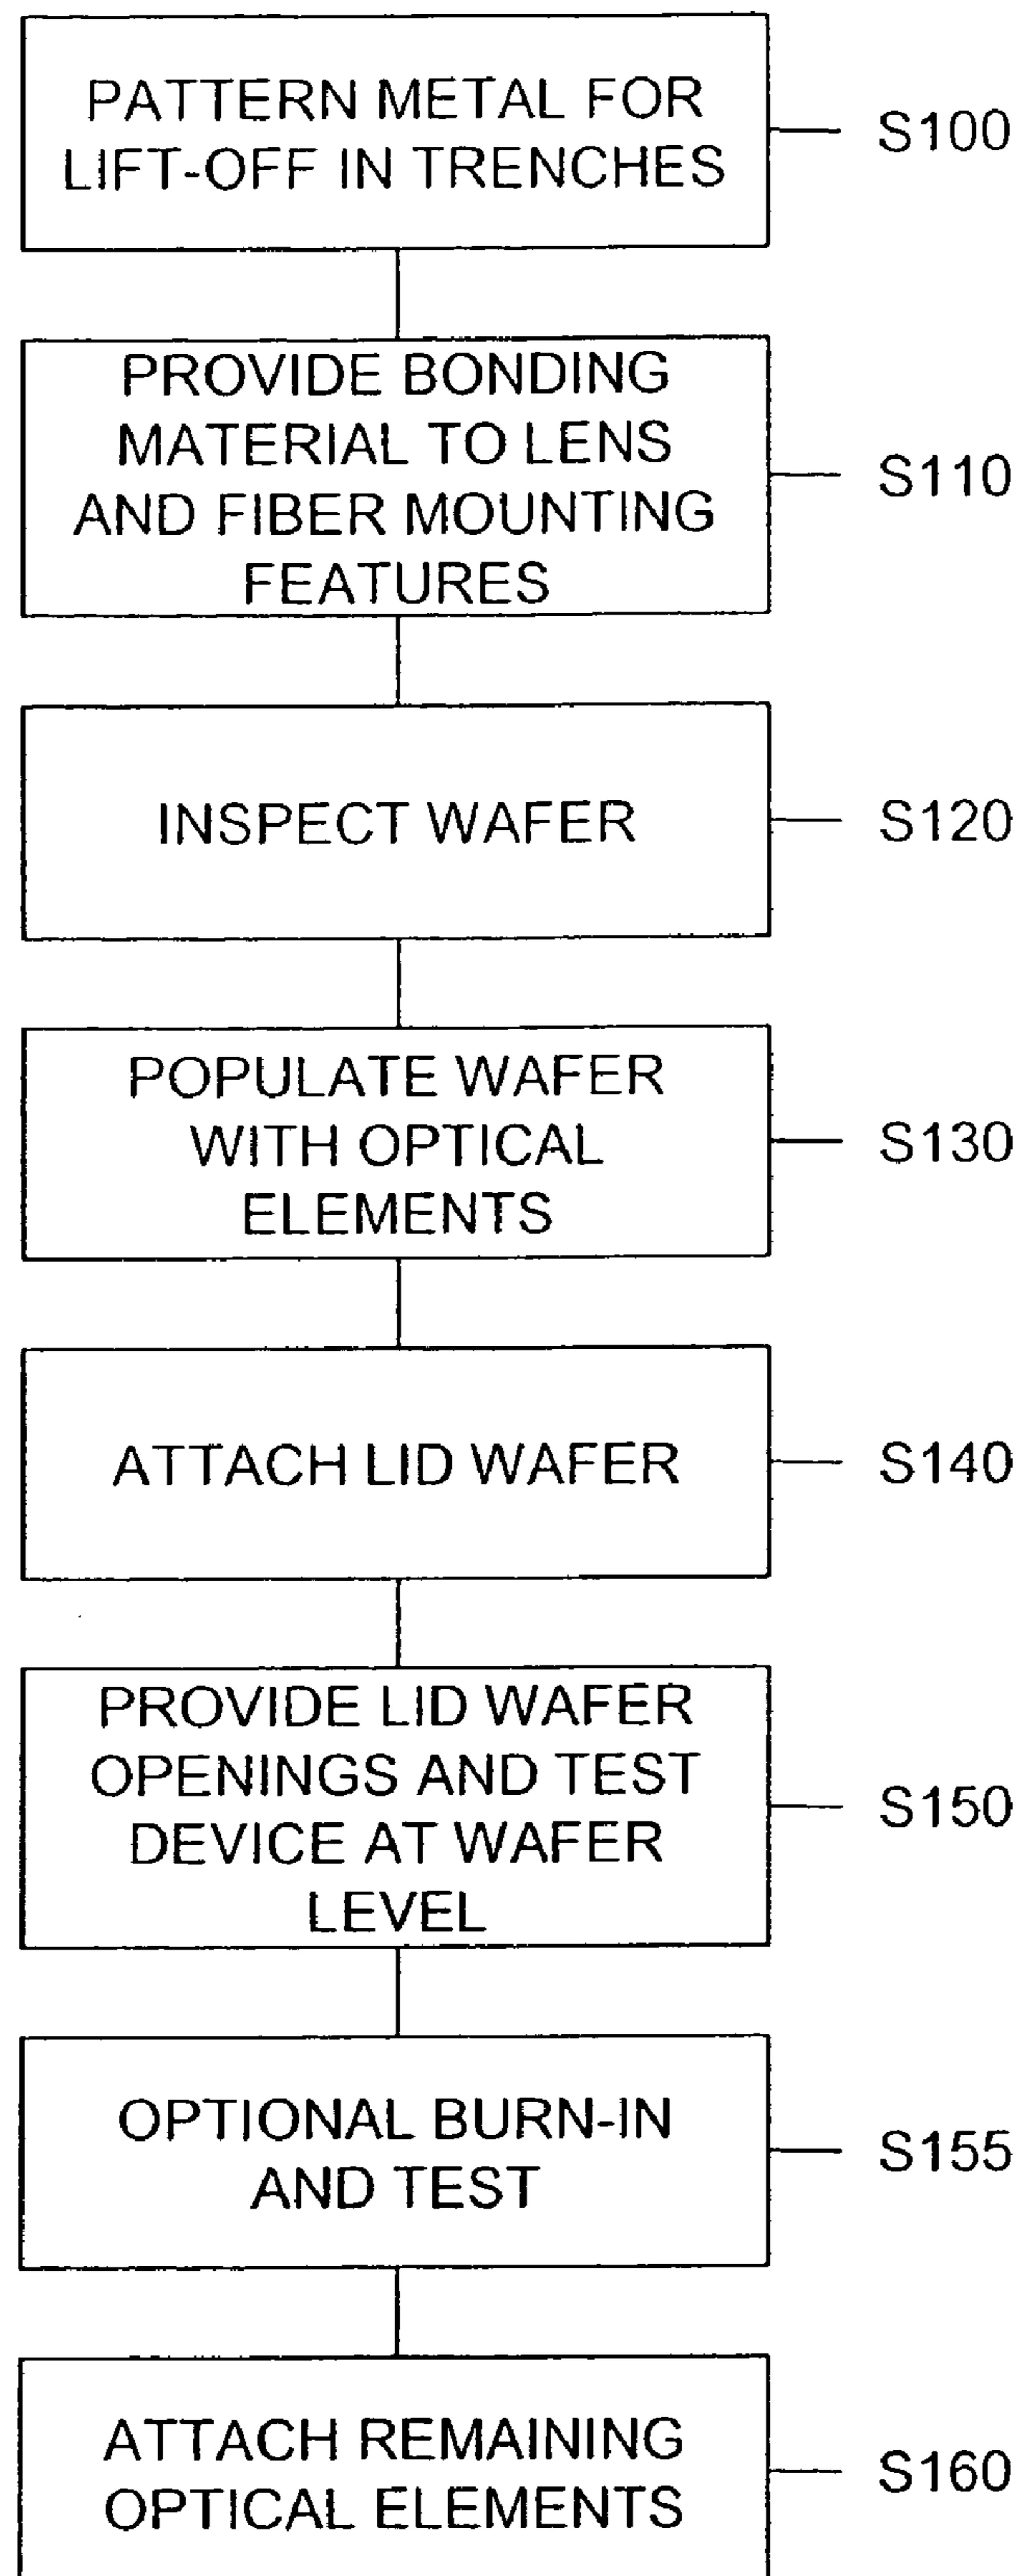 PATTERN METAL FOR
LIFT-OFF IN TRENCHES
S100
PROVIDE BONDING
MATERIAL TO LENS
AND FIBER MOUNTING
FEATURES
S110
INSPECT WAFER
S120
POPULATE WAFER
WITH OPTICAL
ELEMENTS
S130
ATTACH LID WAFER
S140
PROVIDE LID WAFER
OPENINGS AND TEST
DEVICE AT WAFER
LEVEL
S150
OPTIONAL BURN-IN
AND TEST
S155
ATTACH REMAINING
OPTICAL ELEMENTS
S160